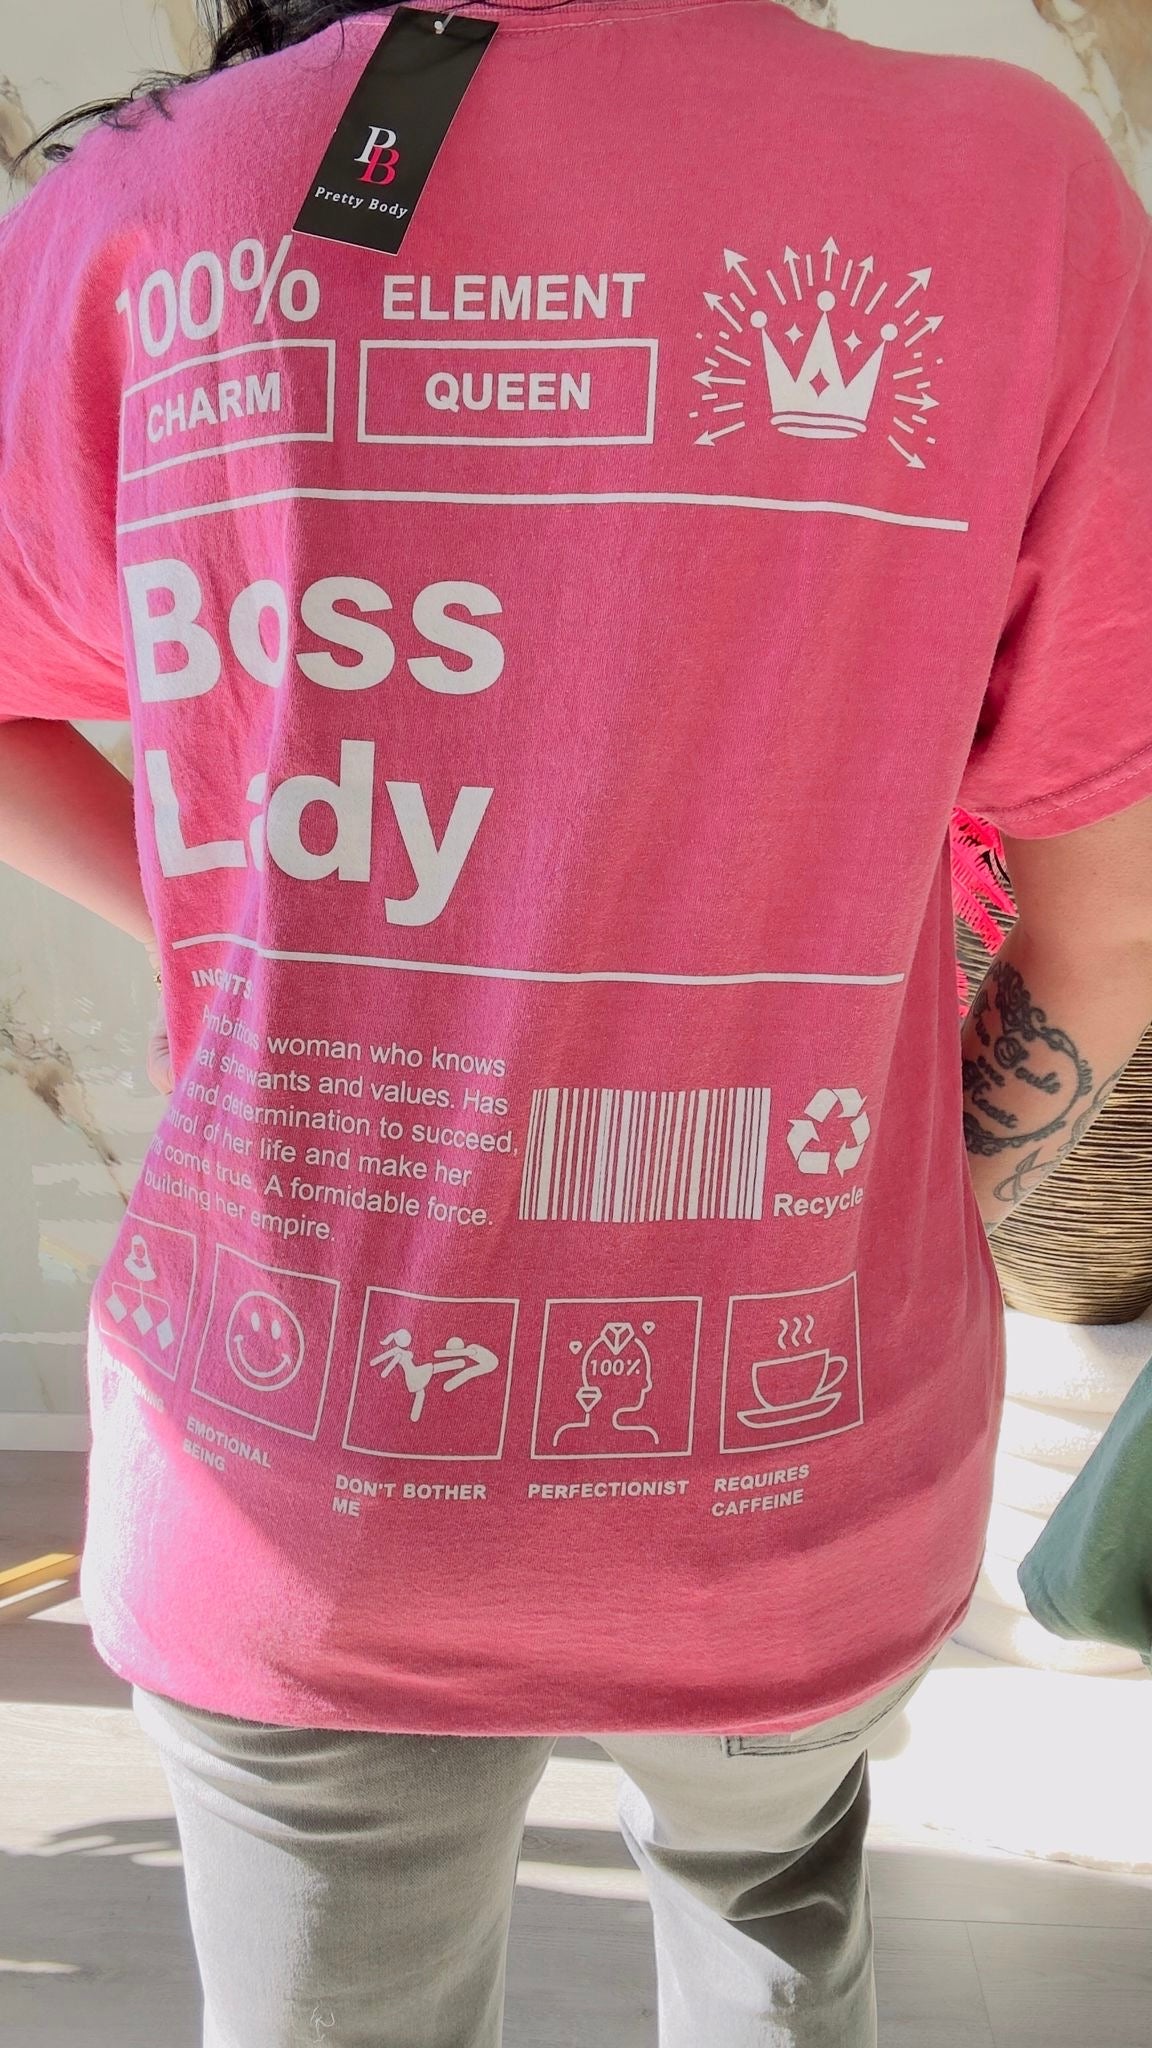 PB
Pretty Body
100%
ELEMENT
CHARM
QUEEN
Boss
Lady
woman who knows
she wants and values. Has
and determination to succeed,
of her life and make her
come true. A formidable force.
building her empire.
Recycle
100%
EMOTIONAL
BEING
DON'T BOTHER
ME
PERFECTIONIST
REQUIRES
CAFFEINE